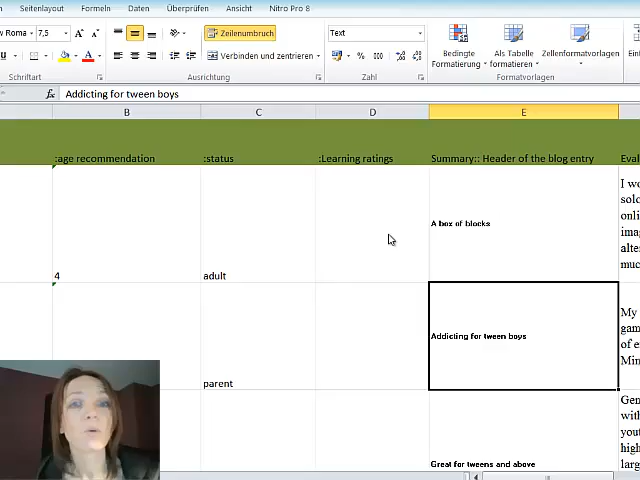 Seitenlayout Formeln Daten Überprüfen Ansicht Nitro Pro 8
Roma 7,5 A A Zeilenumbruch Text
Verbinden und zentrieren % 000
Bedingte Formatierung Als Tabelle formatieren Zellenformatvorlagen
Schriftart Ausrichtung Zahl Formatvorlagen
fx Addicting for tween boys
B C D E
:age recommendation :status :Learning ratings Summary:: Header of the blog entry
A box of blocks
4 adult
Addicting for tween boys
parent
Great for tweens and above
My
of e